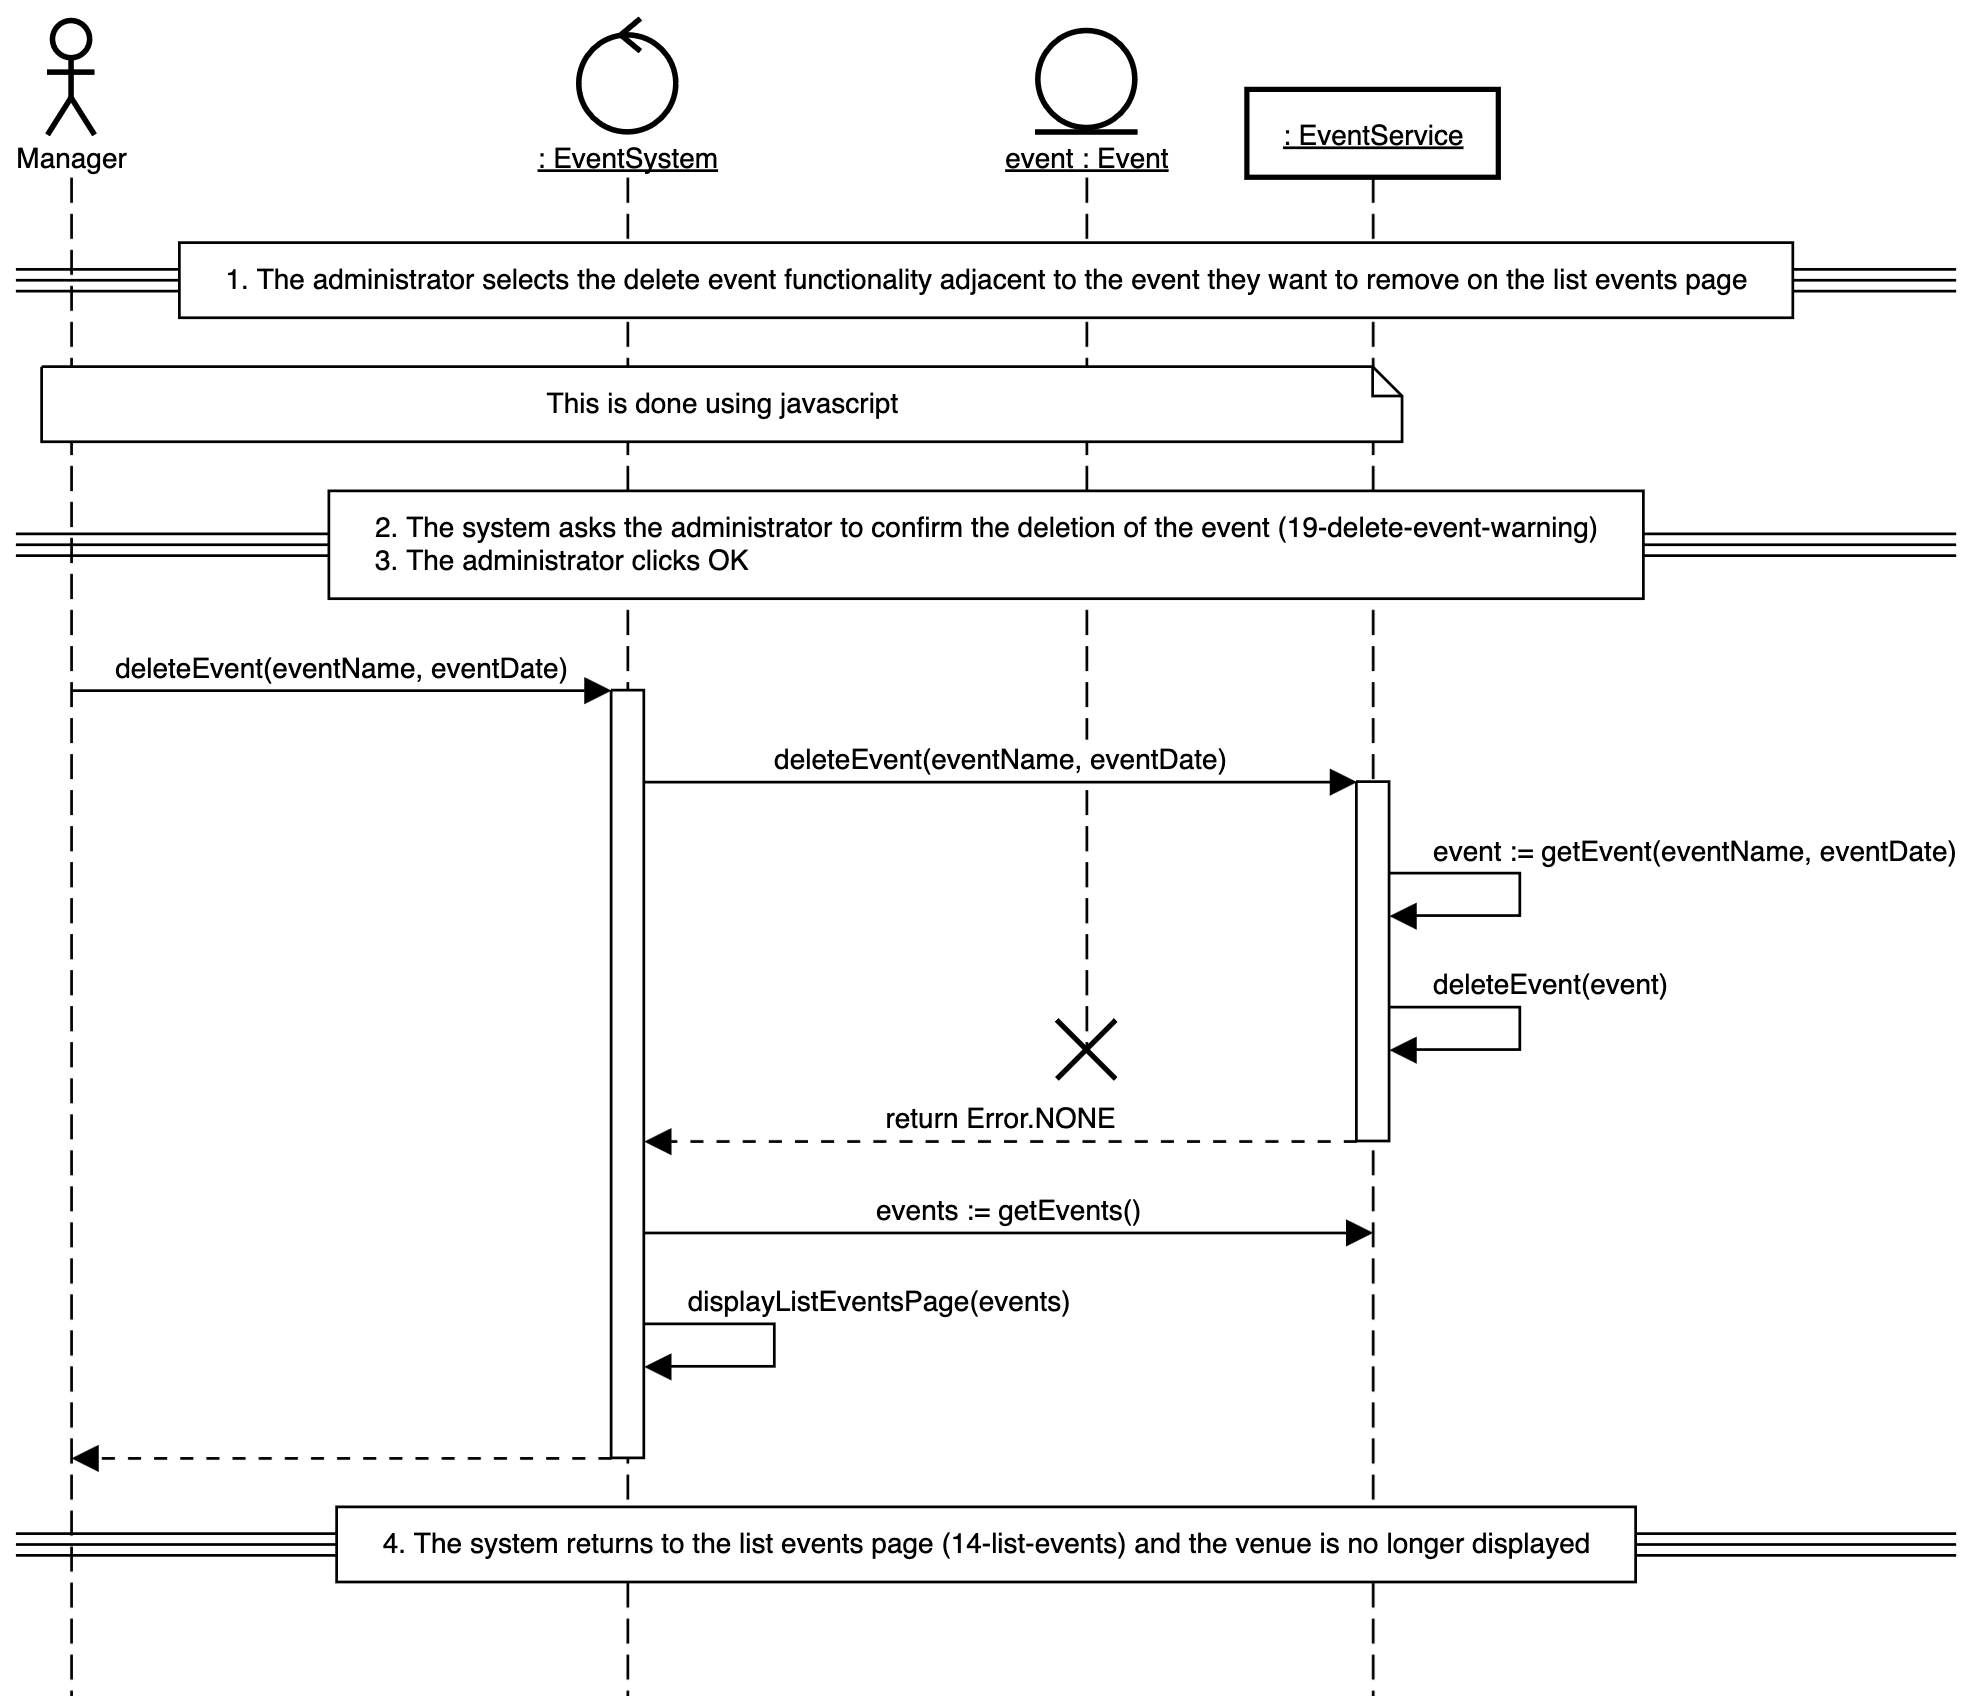 Manager
: EventSystem
event : Event
: EventService
1. The administrator selects the delete event functionality adjacent to the event they want to remove on the list events page
This is done using javascript
2. The system asks the administrator to confirm the deletion of the event (19-delete-event-warning)
3. The administrator clicks OK
deleteEvent(eventName, eventDate)
deleteEvent(eventName, eventDate)
event := getEvent(eventName, eventDate)
deleteEvent(event)
return Error.NONE
events := getEvents()
displayListEventsPage(events)
4. The system returns to the list events page (14-list-events) and the venue is no longer displayed